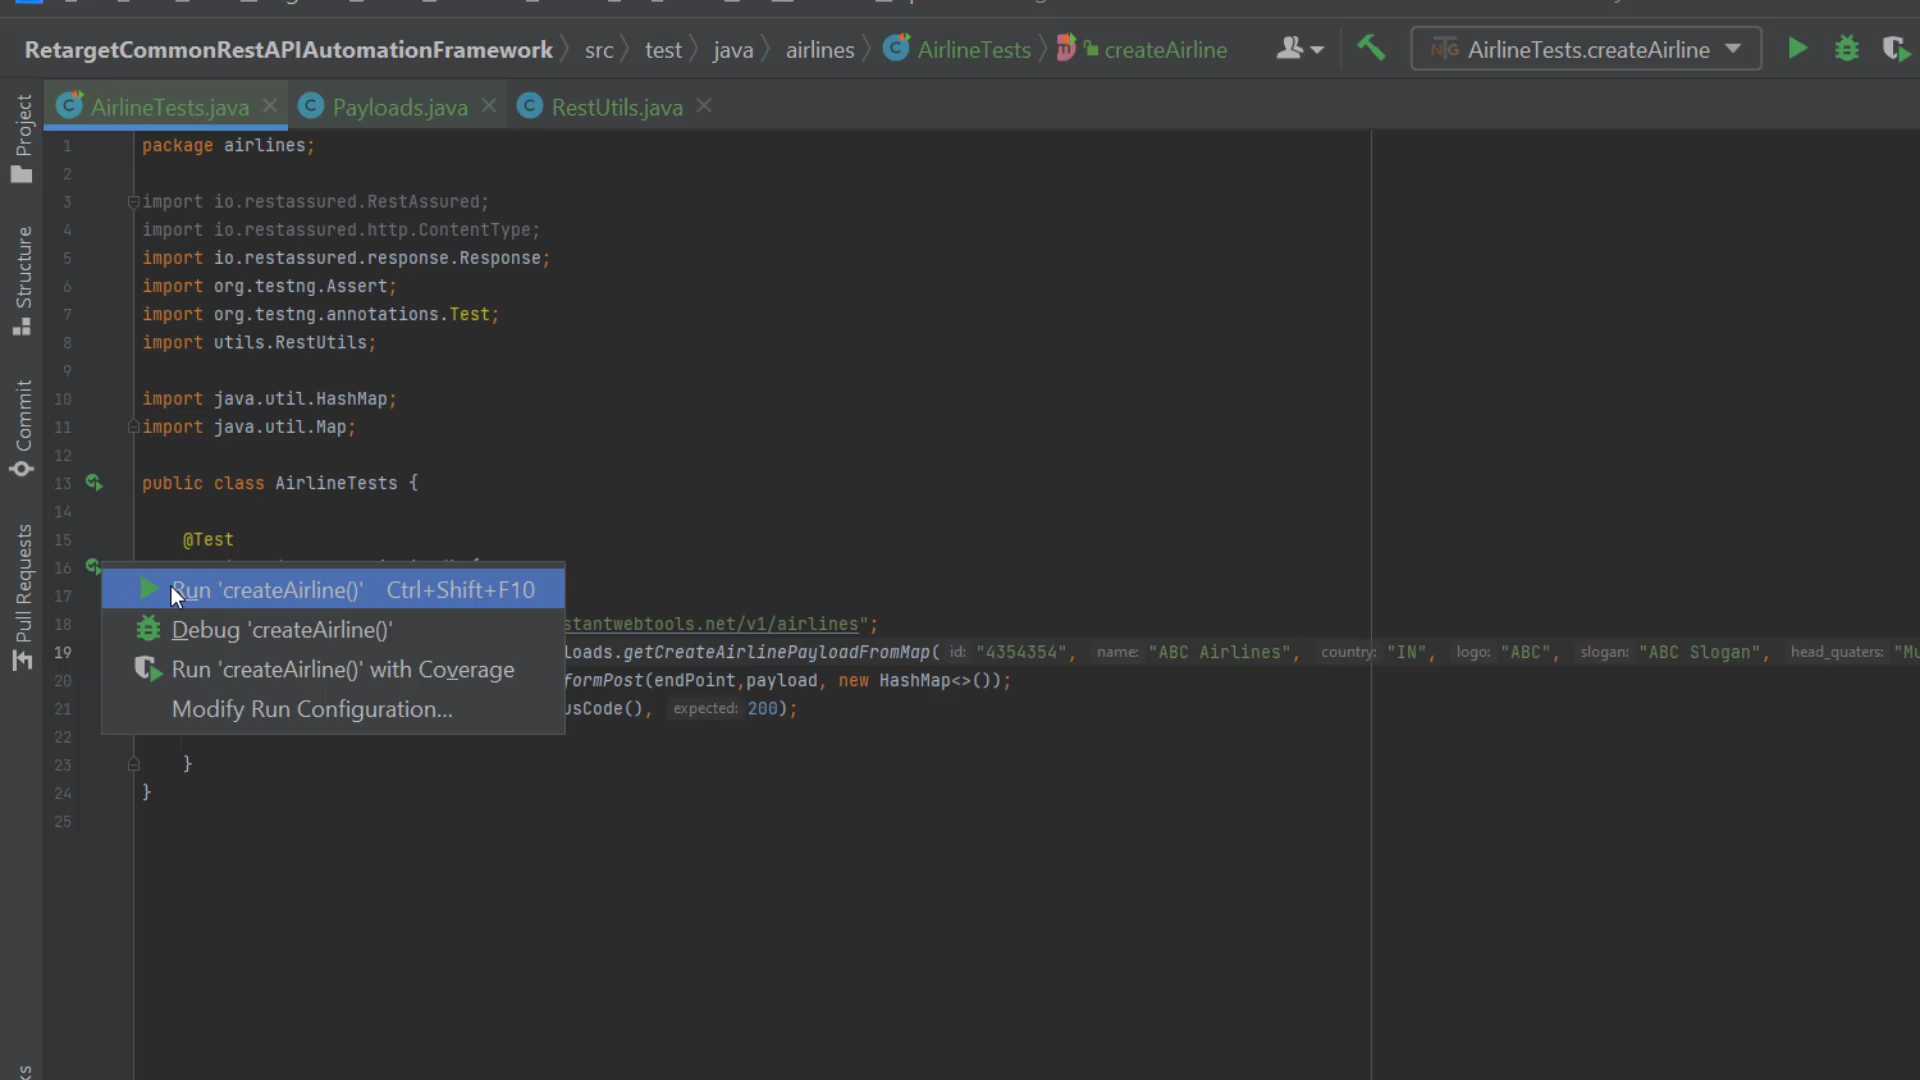 RetargetCommonRestAPIAutomationFramework src test java airlines AirlineTests createAirline AirlineTests.createAirline
AirlineTests.java Payloads.java RestUtils.java
Project
Structure
Commit
Pull Requests
1 package airlines;
2
3 import io.restassured.RestAssured;
4 import io.restassured.http.ContentType;
5 import io.restassured.response.Response;
6 import org.testng.Assert;
7 import org.testng.annotations.Test;
8 import utils.RestUtils;
9
10 import java.util.HashMap;
11 import java.util.Map;
12
13 public class AirlineTests {
14
15 @Test
16
Run 'createAirline()' Ctrl+Shift+F10
17
Debug 'createAirline()'
18 stantwebtools.net/v1/airlines";
19 loads.getCreateAirlinePayloadFromMap( id: "4354354", name: "ABC Airlines", country: "IN", logo: "ABC", slogan: "ABC Slogan", head_quaters: "Mu
Run 'createAirline()' with Coverage
20 formPost(endPoint,payload, new HashMap<>());
21 usCode(), expected: 200);
Modify Run Configuration...
22
23 }
24 }
25